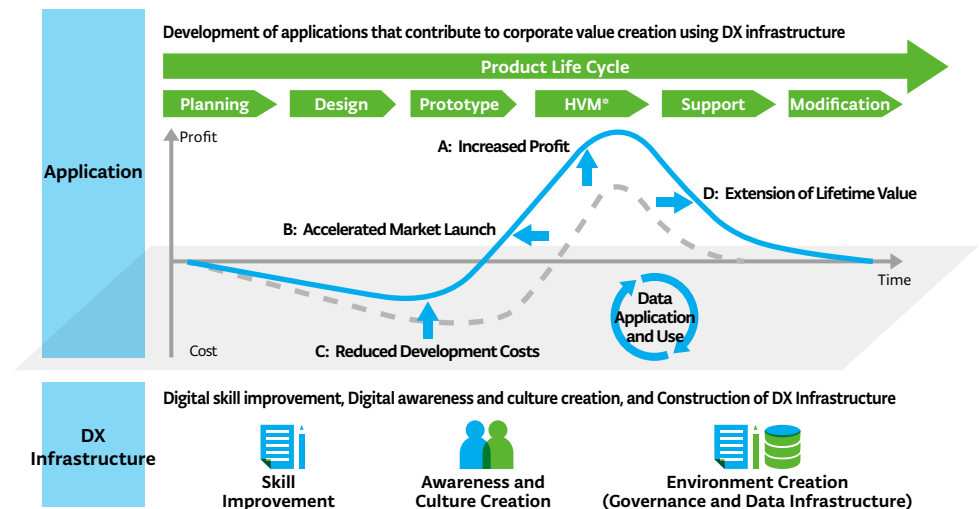 Development of applications that contribute to corporate value creation using DX infrastructure
Product Life Cycle
Planning
Design
Prototype
HVM*
Support
Modification
Application
Profit
A: Increased Profit
D: Extension of Lifetime Value
B: Accelerated Market Launch
Time
Data
Application
and Use
Cost
C: Reduced Development Costs
Digital skill improvement, Digital awareness and culture creation, and Construction of DX Infrastructure
DX
Infrastructure
Skill
Improvement
Awareness and
Culture Creation
Environment Creation
(Governance and Data Infrastructure)